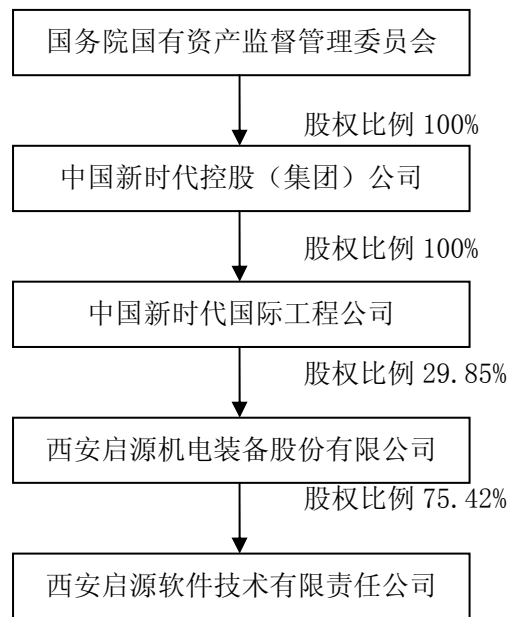 国务院国有资产监督管理委员会
股权比例 100%
中国新时代控股（集团）公司
股权比例 100%
中国新时代国际工程公司
股权比例 29.85%
西安启源机电装备股份有限公司
股权比例 75.42%
西安启源软件技术有限责任公司